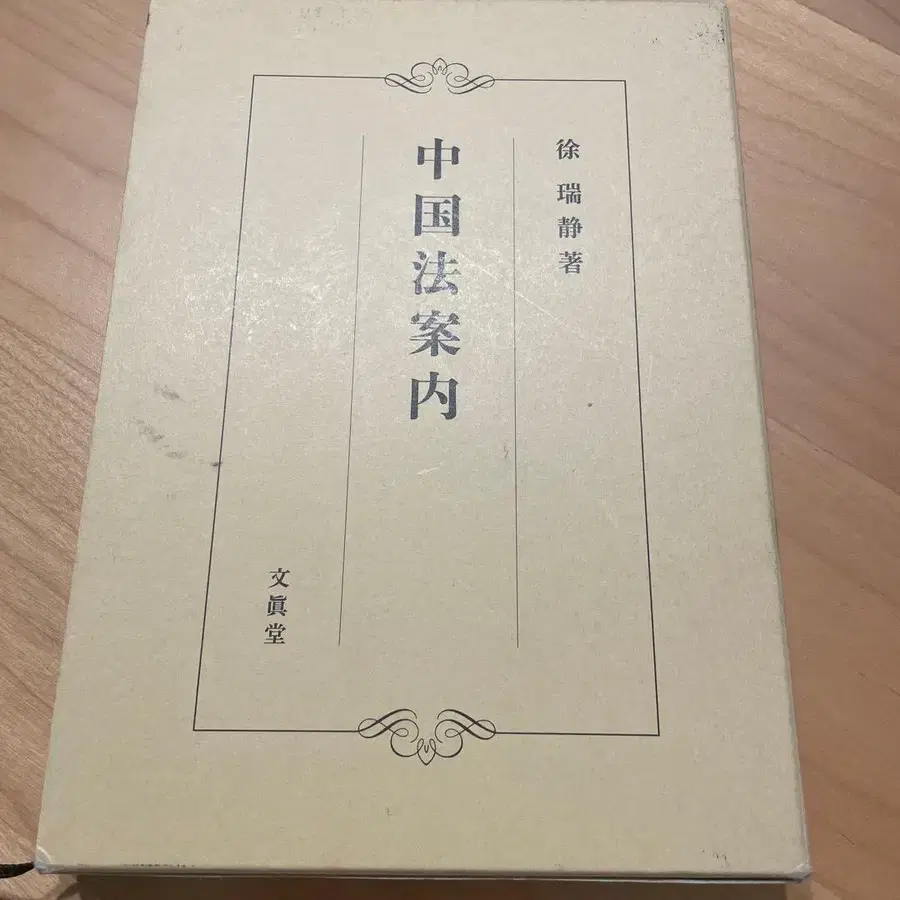 徐 瑞静著
中国法案内
文眞堂